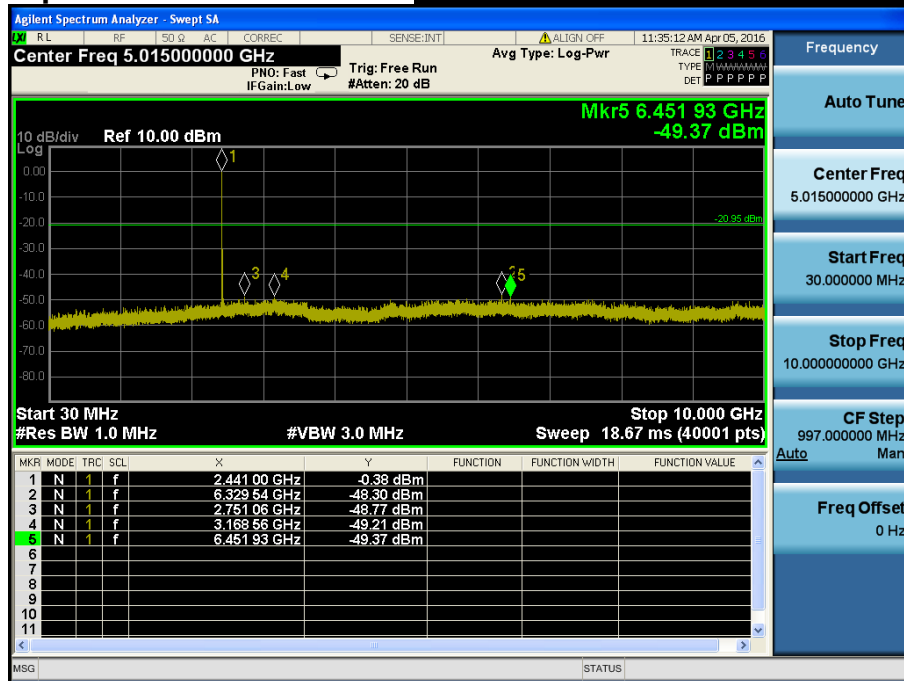 Agilent Spectrum Analyzer - Swept SA
LXI RL RF 50 Ω AC CORREC SENSE:INT ALIGN OFF 11:35:12 AM Apr 05, 2016
Center Freq 5.015000000 GHz
PNO: Fast
IFGain:Low
Trig: Free Run
#Atten: 20 dB
Avg Type: Log-Pwr
TRACE 1 2 3 4 5 6
TYPE M WWWWW
DET P P P P P P
Mkr5 6.451 93 GHz
-49.37 dBm
10 dB/div Ref 10.00 dBm
Log
0.00
-10.0
-20.0
-30.0
-40.0
-50.0
-60.0
-70.0
-80.0
1
-20.95 dBm
3
4
5
Start 30 MHz
Stop 10.000 GHz
#Res BW 1.0 MHz #VBW 3.0 MHz Sweep 18.67 ms (40001 pts)
MKR MODE TRC SCL X Y FUNCTION FUNCTION WIDTH FUNCTION VALUE
1 N 1 f 2.441 00 GHz -0.38 dBm
2 N 1 f 6.329 54 GHz -48.30 dBm
3 N 1 f 2.751 06 GHz -48.77 dBm
4 N 1 f 3.168 56 GHz -49.21 dBm
5 N 1 f 6.451 93 GHz -49.37 dBm
6
7
8
9
10
11
MSG STATUS
Frequency
Auto Tune
Center Freq
5.015000000 GHz
Start Freq
30.000000 MHz
Stop Freq
10.000000000 GHz
CF Step
997.000000 MHz
Auto Man
Freq Offset
0 Hz